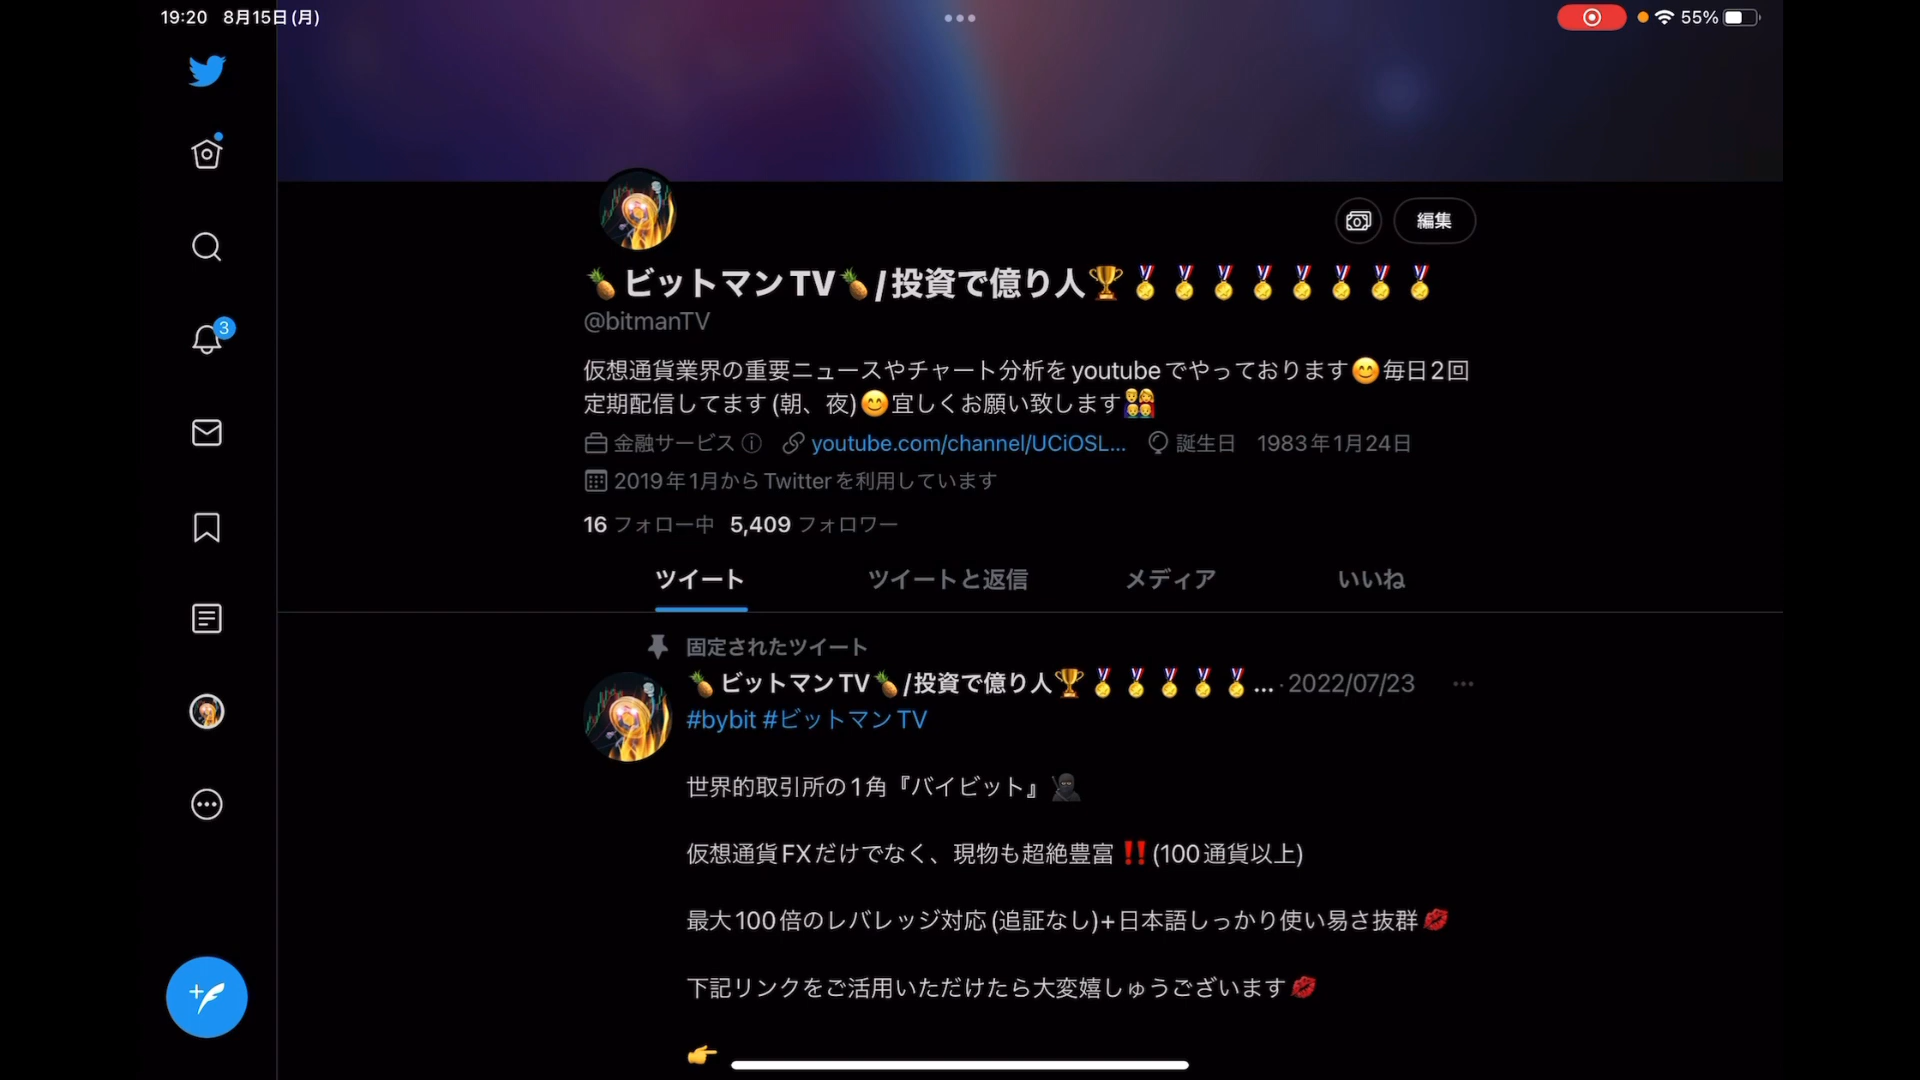 19:20 8月15日(月)
55%
3
編集
🍍ビットマンTV🍍/投資で億り人🏆🏅🏅🏅🏅🏅🏅🏅🏅
@bitmanTV
仮想通貨業界の重要ニュースやチャート分析をyoutubeでやっております😊毎日2回
定期配信してます(朝、夜)😊宜しくお願い致します👨‍👩‍👦‍👦
金融サービス youtube.com/channel/UCiOSL... 誕生日 1983年1月24日
2019年1月からTwitterを利用しています
16 フォロー中 5,409 フォロワー
ツイート ツイートと返信 メディア いいね
固定されたツイート
🍍ビットマンTV🍍/投資で億り人🏆🏅🏅🏅🏅🏅... · 2022/07/23
#bybit #ビットマンTV
世界的取引所の1角『バイビット』🥷
仮想通貨FXだけでなく、現物も超絶豊富‼️(100通貨以上)
最大100倍のレバレッジ対応(追証なし)+日本語しっかり使い易さ抜群💋
下記リンクをご活用いただけたら大変嬉しゅうございます💋
👉